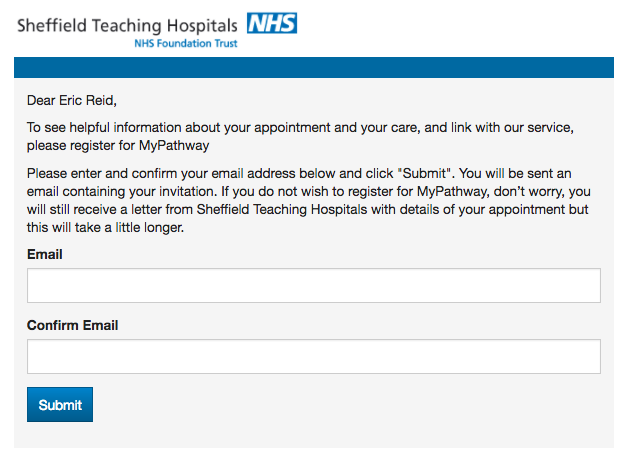 Sheffield Teaching Hospitals NHS
NHS Foundation Trust
Dear Eric Reid,
To see helpful information about your appointment and your care, and link with our service,
please register for MyPathway
Please enter and confirm your email address below and click "Submit". You will be sent an
email containing your invitation. If you do not wish to register for MyPathway, don’t worry, you
will still receive a letter from Sheffield Teaching Hospitals with details of your appointment but
this will take a little longer.
Email
Confirm Email
Submit